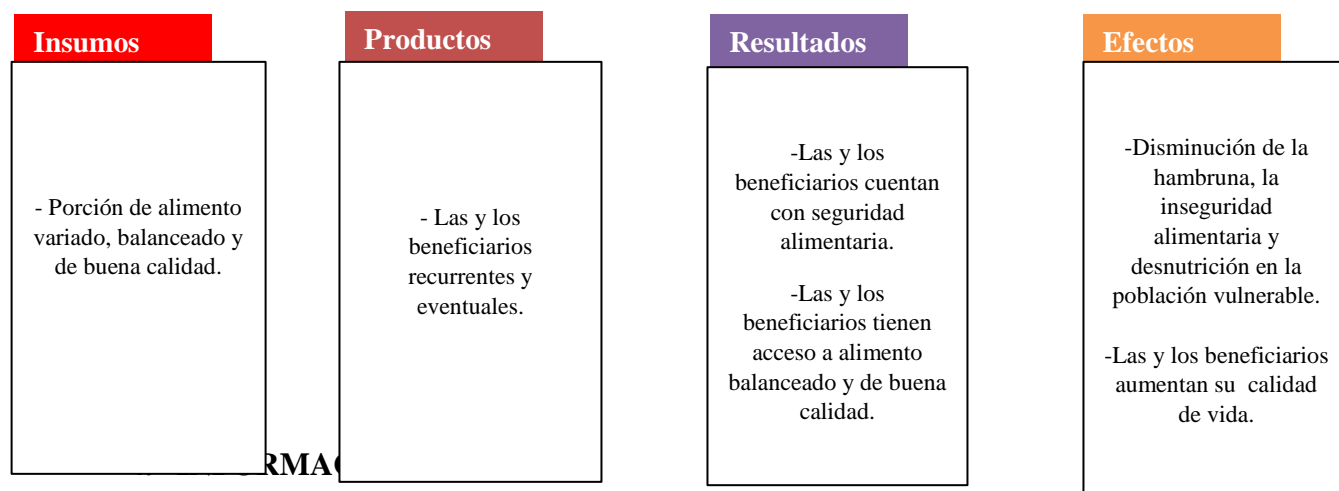 Insumos
- Porción de alimento
variado, balanceado y
de buena calidad.
Productos
- Las y los
beneficiarios
recurrentes y
eventuales.
Resultados
-Las y los
beneficiarios cuentan
con seguridad
alimentaria.
-Las y los
beneficiarios tienen
acceso a alimento
balanceado y de buena
calidad.
Efectos
-Disminución de la
hambruna, la
inseguridad
alimentaria y
desnutrición en la
población vulnerable.
-Las y los beneficiarios
aumentan su calidad
de vida.